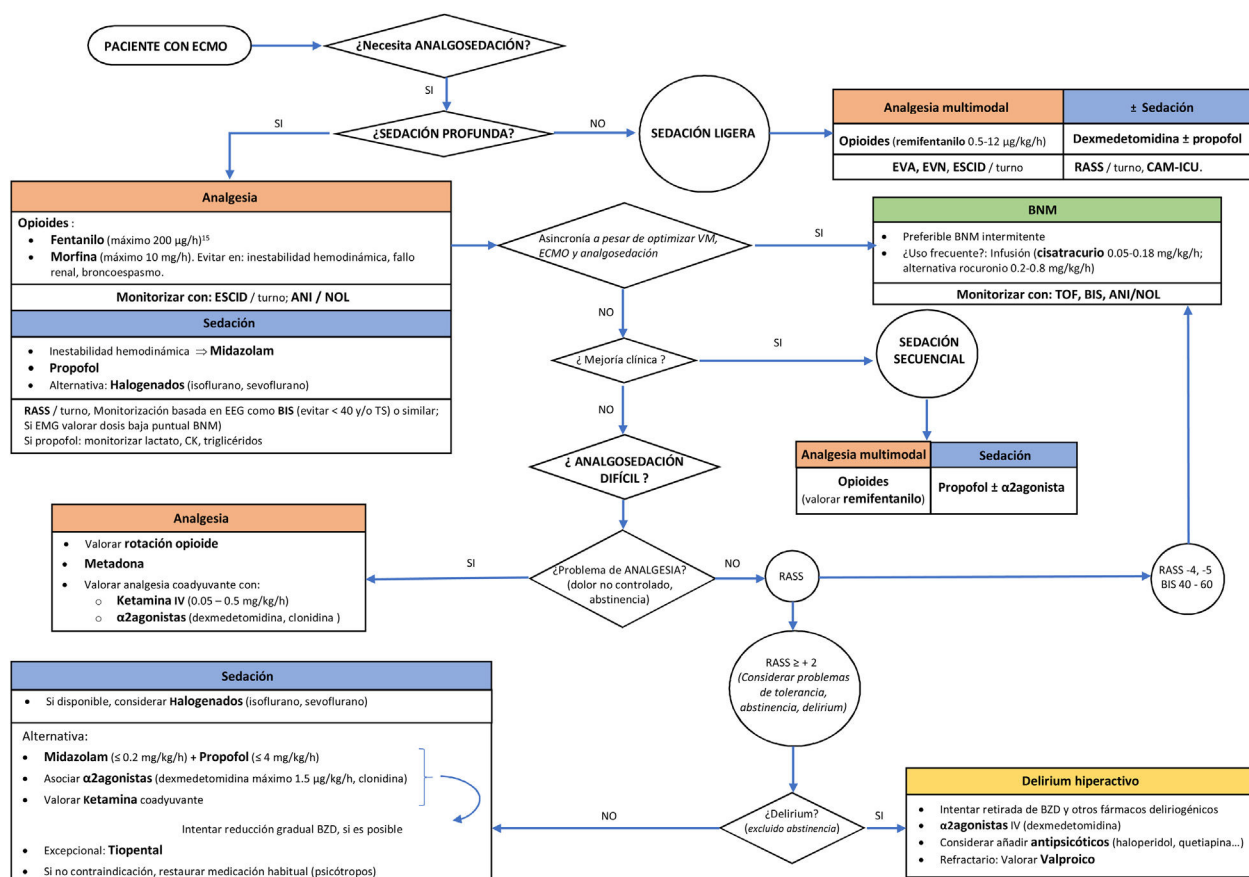 PACIENTE CON ECMO
¿Necesita ANALGOSEDACIÓN?
SI
¿SEDACIÓN PROFUNDA?
SI
NO
SEDACIÓN LIGERA
Analgesia multimodal
± Sedación
Opioides (remifentanilo 0.5-12 µg/kg/h)
Dexmedetomidina ± propofol
EVA, EVN, ESCID / turno
RASS / turno, CAM-ICU.
Analgesia
Opioides :
• Fentanilo (máximo 200 µg/h)¹⁵
• Morfina (máximo 10 mg/h). Evitar en: inestabilidad hemodinámica, fallo
renal, broncoespasmo.
Monitorizar con: ESCID / turno; ANI / NOL
Sedación
• Inestabilidad hemodinámica ⇒ Midazolam
• Propofol
• Alternativa: Halogenados (isoflurano, sevoflurano)
RASS / turno, Monitorización basada en EEG como BIS (evitar < 40 y/o TS) o similar;
Si EMG valorar dosis baja puntual BNM)
Si propofol: monitorizar lactato, CK, triglicéridos
Asincronía a pesar de optimizar VM,
ECMO y analgosedación
SI
NO
BNM
• Preferible BNM intermitente
• ¿Uso frecuente?: Infusión (cisatracurio 0.05-0.18 mg/kg/h;
alternativa rocuronio 0.2-0.8 mg/kg/h)
Monitorizar con: TOF, BIS, ANI/NOL
¿ Mejoría clínica ?
SI
NO
SEDACIÓN
SECUENCIAL
Analgesia multimodal
Sedación
Opioides
(valorar remifentanilo)
Propofol ± α2agonista
¿ ANALGOSEDACIÓN
DIFÍCIL ?
¿Problema de ANALGESIA?
(dolor no controlado,
abstinencia)
SI
NO
Analgesia
• Valorar rotación opioide
• Metadona
• Valorar analgesia coadyuvante con:
o Ketamina IV (0.05 – 0.5 mg/kg/h)
o α2agonistas (dexmedetomidina, clonidina )
RASS
RASS -4, -5
BIS 40 - 60
RASS ≥ + 2
(Considerar problemas
de tolerancia,
abstinencia, delirium)
¿Delirium?
(excluido abstinencia)
NO
SI
Sedación
• Si disponible, considerar Halogenados (isoflurano, sevoflurano)
Alternativa:
• Midazolam (≤ 0.2 mg/kg/h) + Propofol (≤ 4 mg/kg/h)
• Asociar α2agonistas (dexmedetomidina máximo 1.5 µg/kg/h, clonidina)
• Valorar Ketamina coadyuvante
Intentar reducción gradual BZD, si es posible
• Excepcional: Tiopental
• Si no contraindicación, restaurar medicación habitual (psicótropos)
Delirium hiperactivo
• Intentar retirada de BZD y otros fármacos deliriogénicos
• α2agonistas IV (dexmedetomidina)
• Considerar añadir antipsicóticos (haloperidol, quetiapina...)
• Refractario: Valorar Valproico